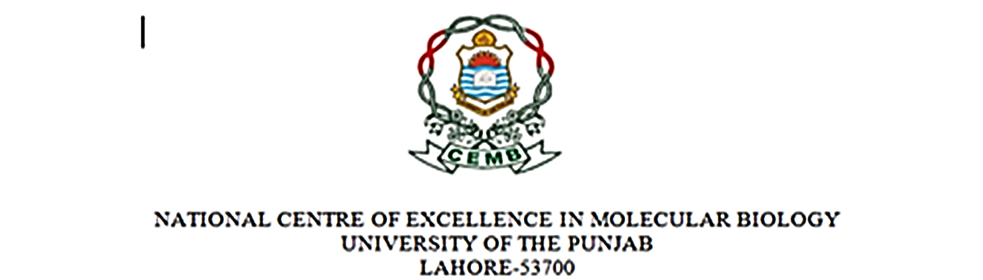 CEMB
NATIONAL CENTRE OF EXCELLENCE IN MOLECULAR BIOLOGY
UNIVERSITY OF THE PUNJAB
LAHORE-53700